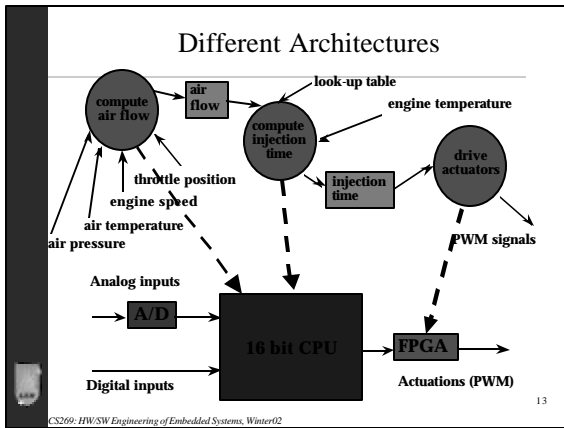 Different Architectures
air
flow
look-up table
compute
air flow
engine temperature
compute
injection
time
drive
actuators
throttle position
injection
time
engine speed
air temperature
air pressure
PWM signals
Analog inputs
A/D
16 bit CPU
FPGA
Digital inputs
Actuations (PWM)
13
CS269: HW/SW Engineering of Embedded Systems, Winter02